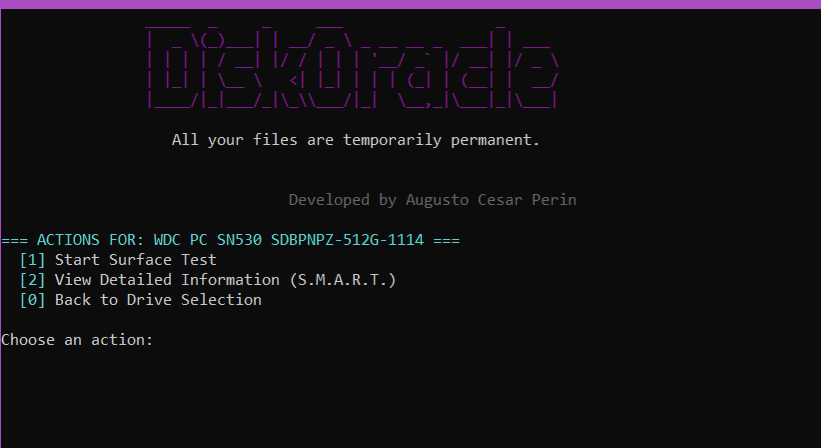 DiskOracle
All your files are temporarily permanent.
Developed by Augusto Cesar Perin
=== ACTIONS FOR: WDC PC SN530 SDBPNPZ-512G-1114 ===
[1] Start Surface Test
[2] View Detailed Information (S.M.A.R.T.)
[0] Back to Drive Selection
Choose an action: